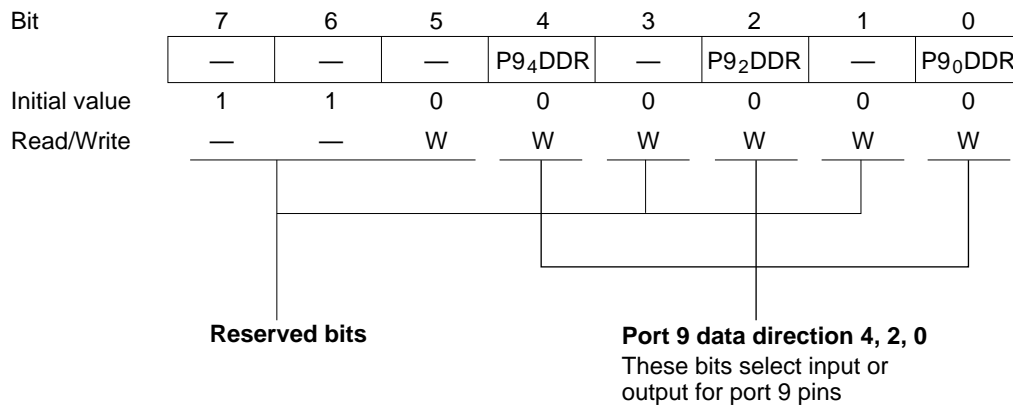 Bit 7 6 5 4 3 2 1 0
— — — P9₄DDR — P9₂DDR — P9₀DDR
Initial value 1 1 0 0 0 0 0 0
Read/Write — — W W W W W W
Reserved bits
Port 9 data direction 4, 2, 0
These bits select input or
output for port 9 pins